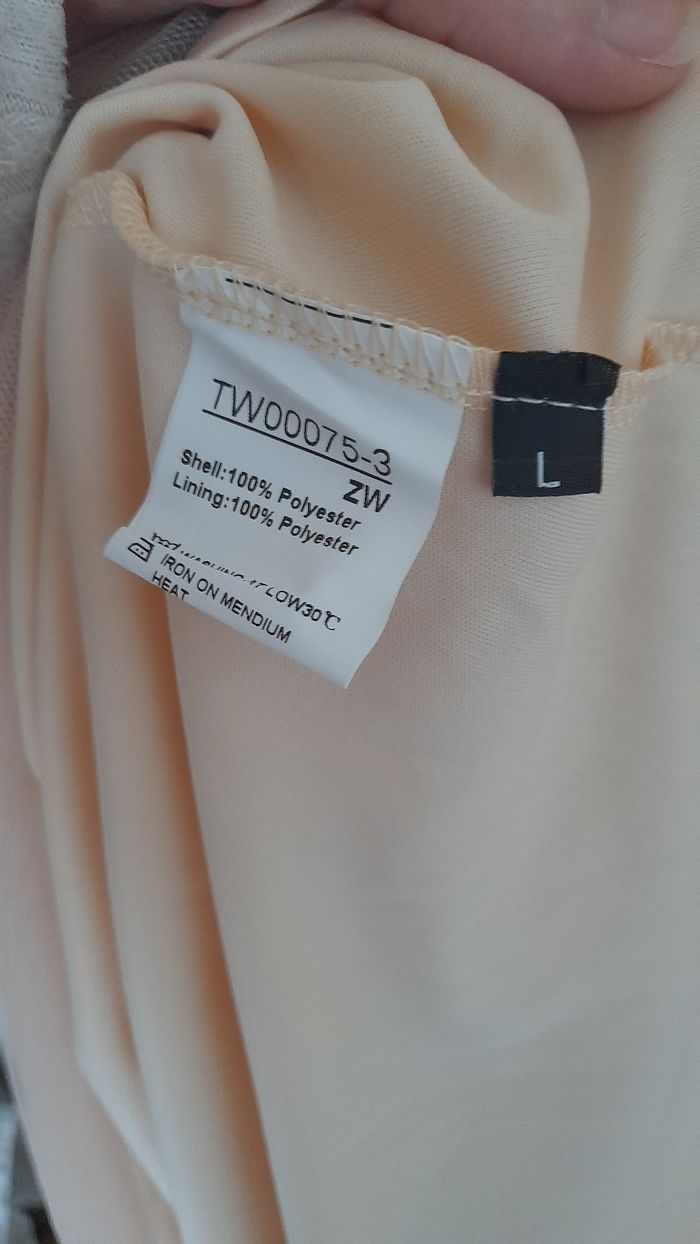 TW00075-3
ZW
Shell:100% Polyester
Lining:100% Polyester
LOW30℃
IRON ON MENDIUM
HEAT
L